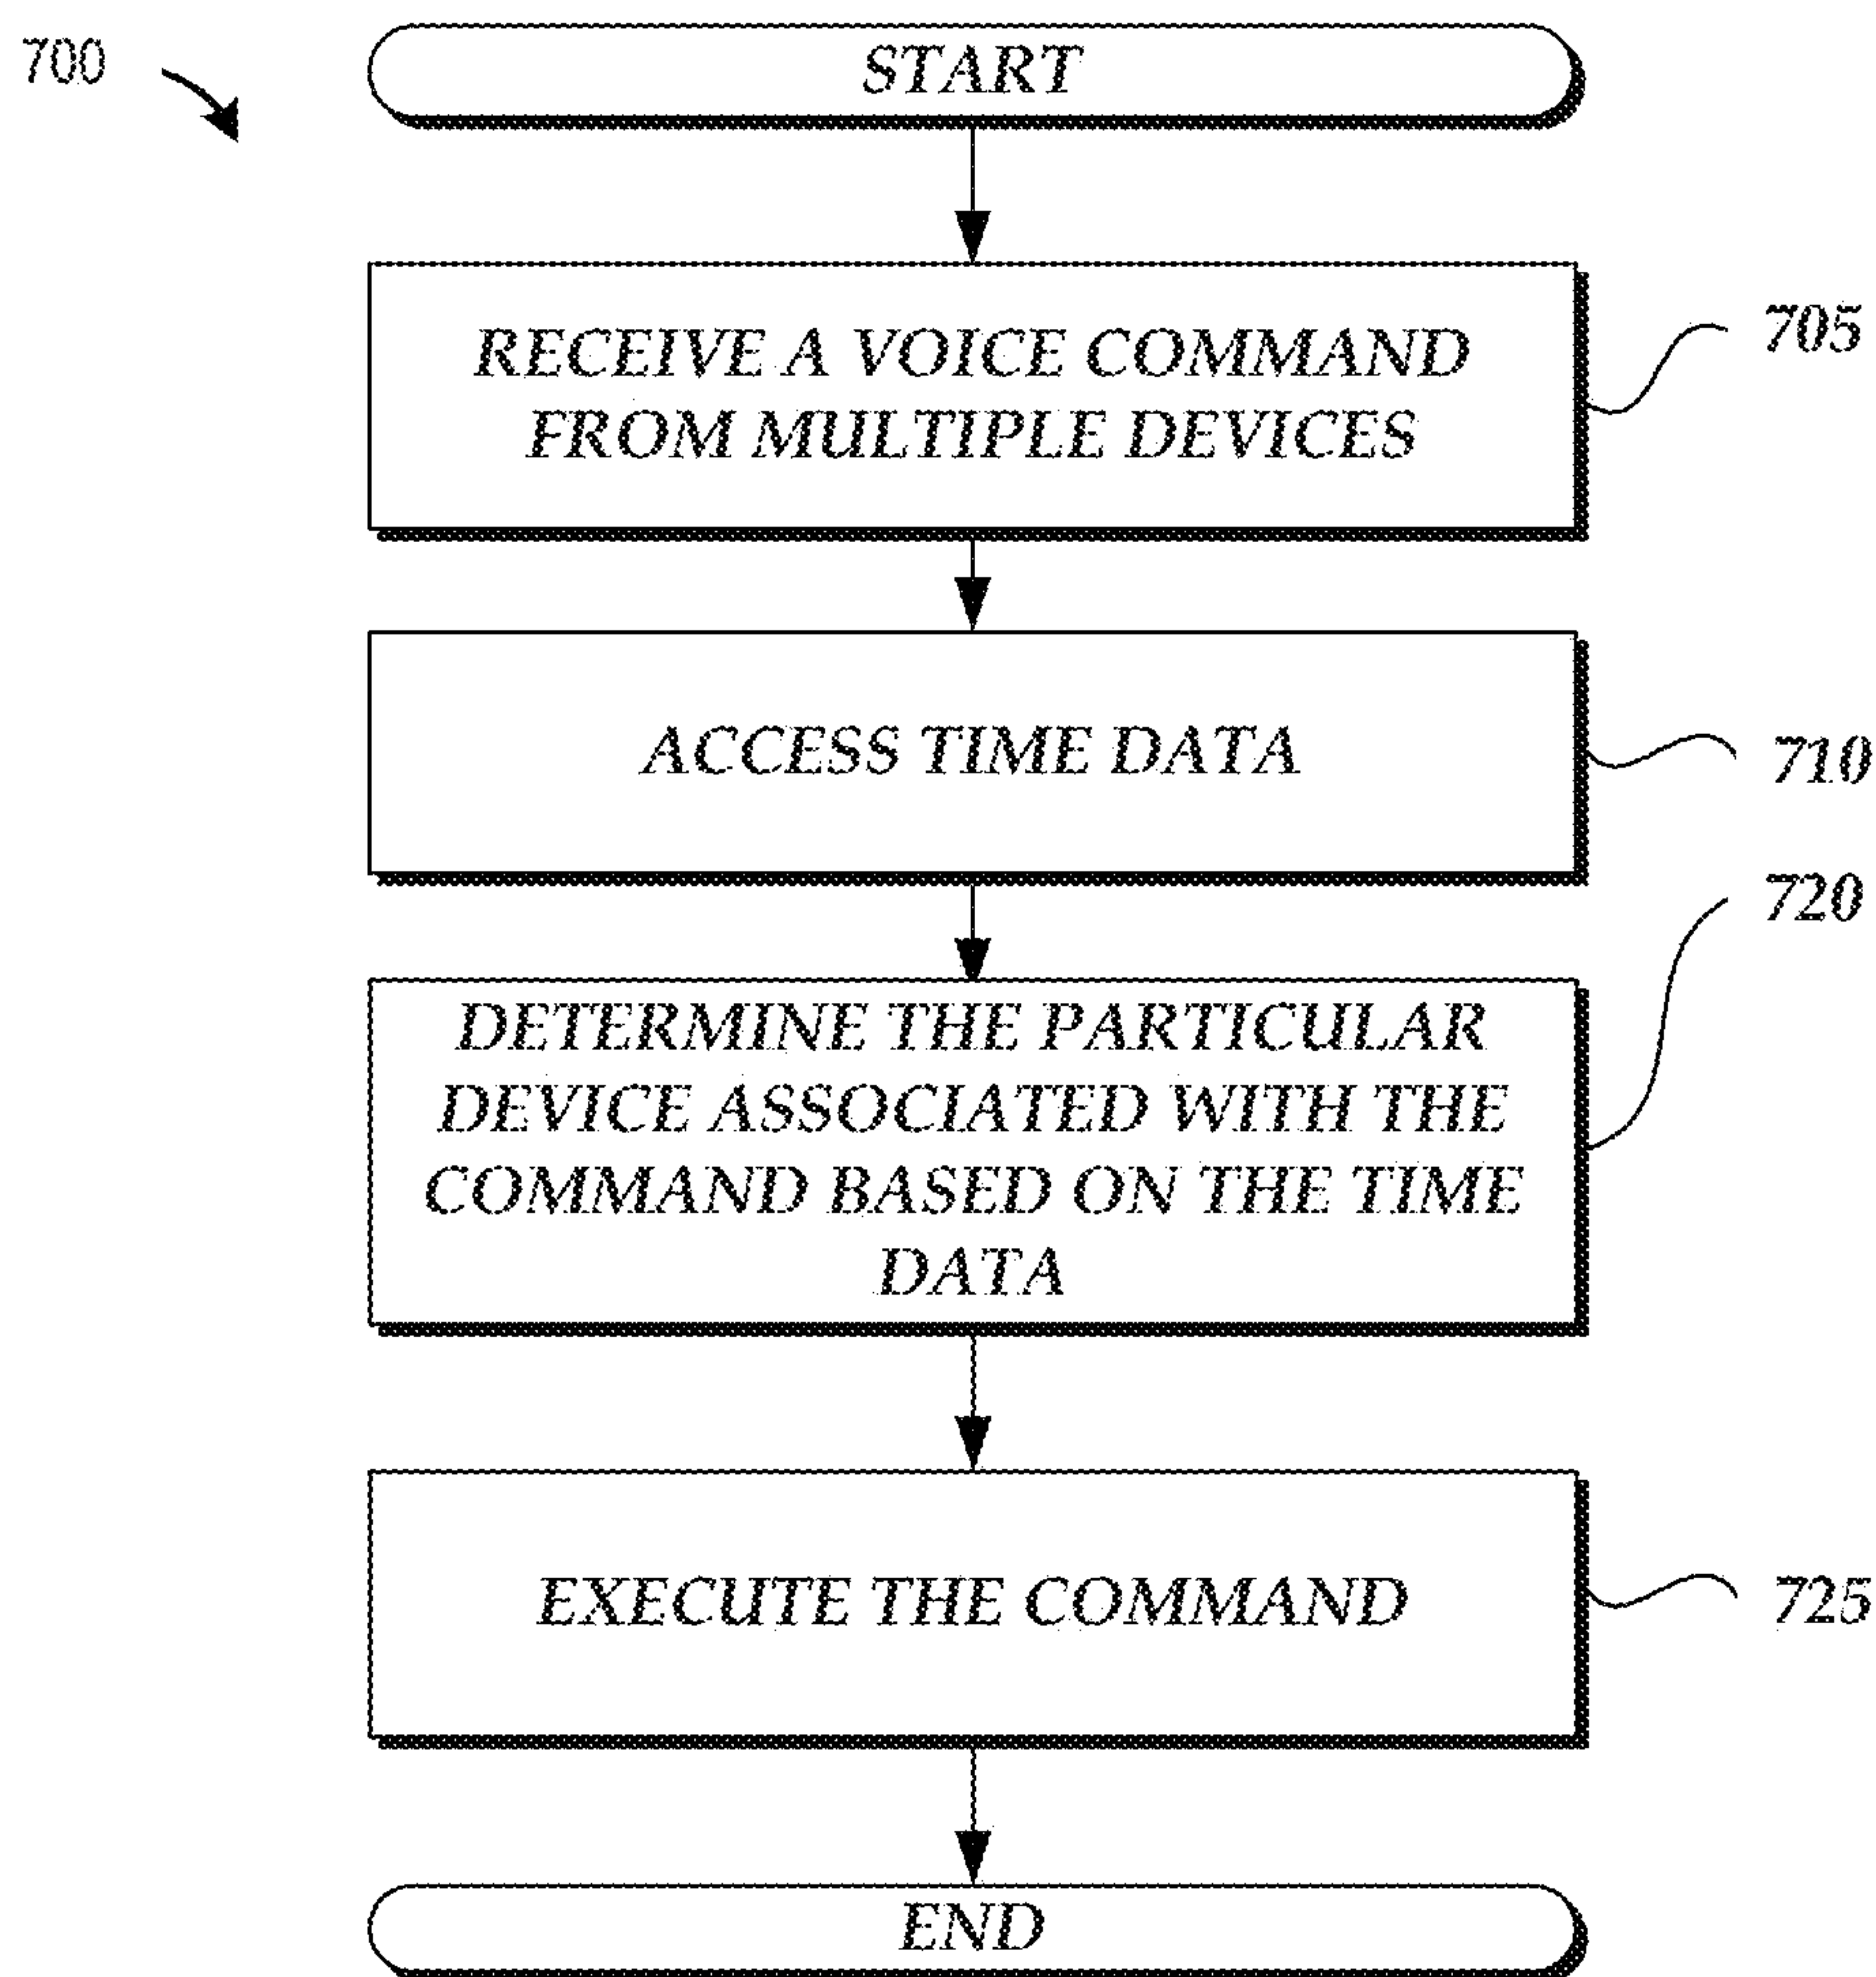 700
START
RECEIVE A VOICE COMMAND
FROM MULTIPLE DEVICES
705
ACCESS TIME DATA
710
720
DETERMINE THE PARTICULAR
DEVICE ASSOCIATED WITH THE
COMMAND BASED ON THE TIME
DATA
EXECUTE THE COMMAND
725
END